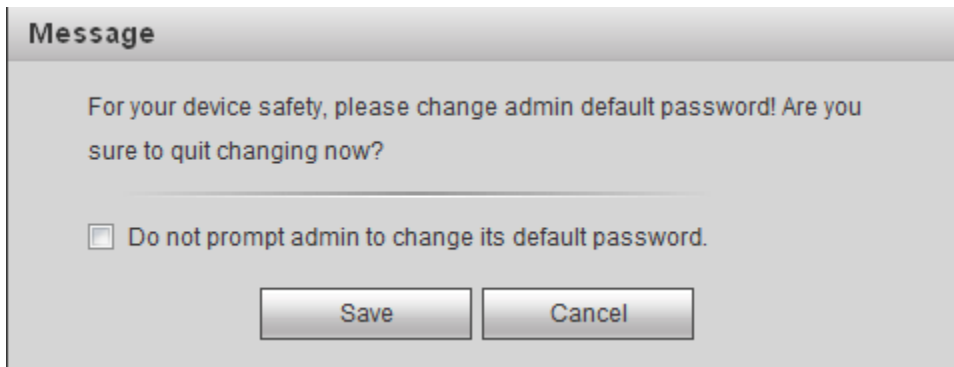 Message
For your device safety, please change admin default password! Are you
sure to quit changing now?
Do not prompt admin to change its default password.
Save
Cancel